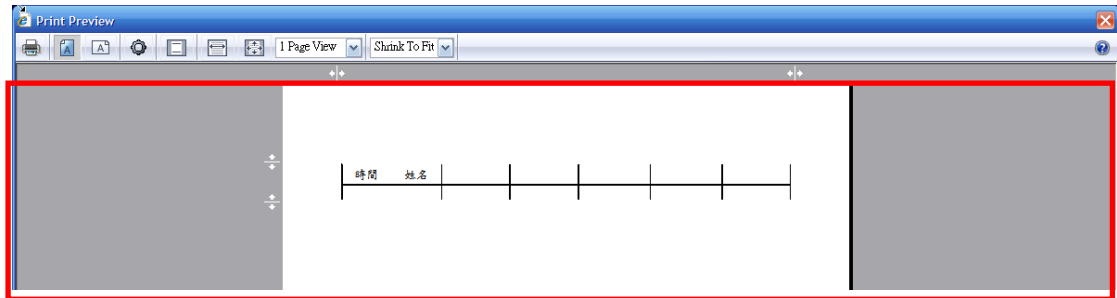 Print Preview
A A 1 Page View Shrink To Fit ?
時間 姓名